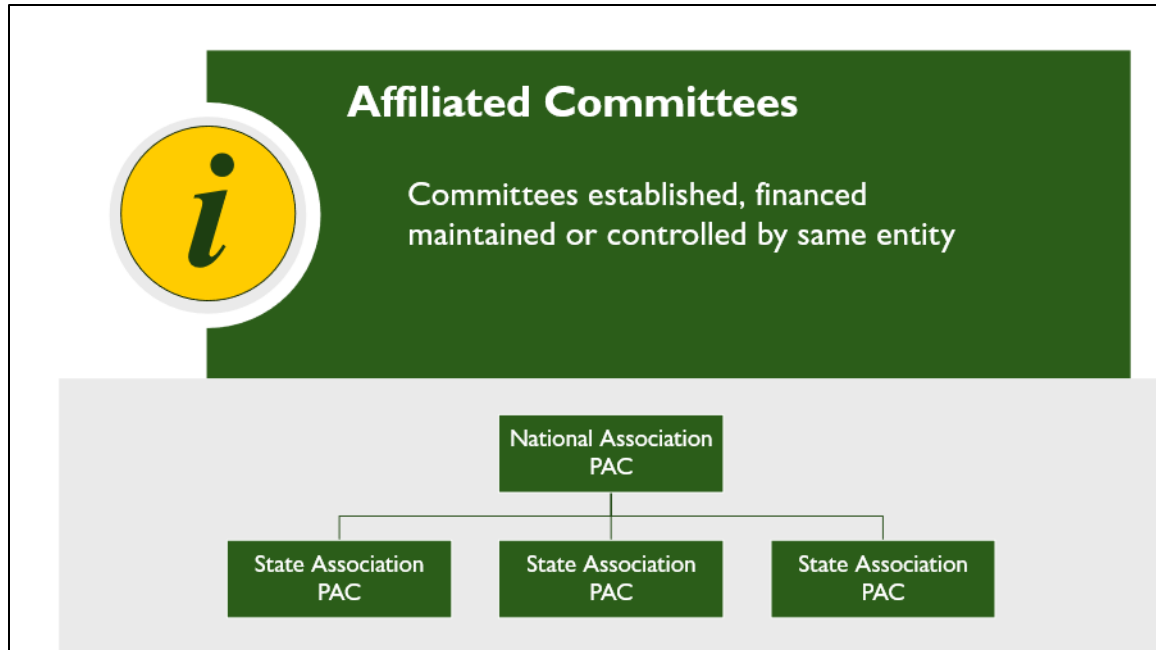 Affiliated Committees
i
Committees established, financed
maintained or controlled by same entity
National Association
PAC
State Association
PAC
State Association
PAC
State Association
PAC